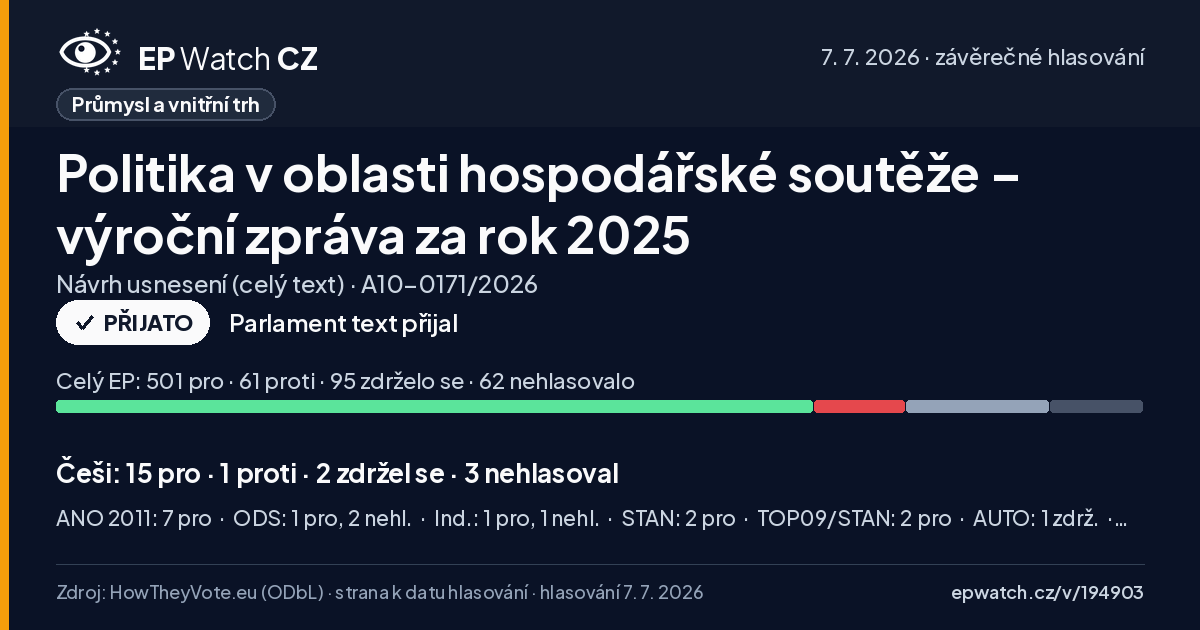 EP Watch CZ
7. 7. 2026 · závěrečné hlasování
Průmysl a vnitřní trh
Politika v oblasti hospodářské soutěže –
výroční zpráva za rok 2025
Návrh usnesení (celý text) · A10–0171/2026
✓ PŘIJATO
Parlament text přijal
Celý EP: 501 pro · 61 proti · 95 zdrželo se · 62 nehlasovalo
Češi: 15 pro · 1 proti · 2 zdržel se · 3 nehlasoval
ANO 2011: 7 pro · ODS: 1 pro, 2 nehl. · Ind.: 1 pro, 1 nehl. · STAN: 2 pro · TOP09/STAN: 2 pro · AUTO: 1 zdrž. ·…
Zdroj: HowTheyVote.eu (ODbL) · strana k datu hlasování · hlasování 7. 7. 2026
epwatch.cz/v/194903